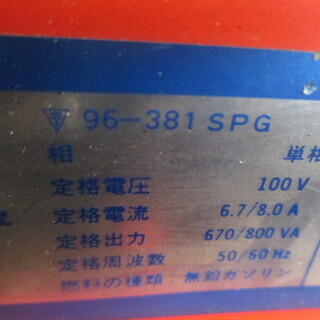 96-381 SPG
相 単相
定格電圧 100 V
定格電流 6.7/8.0 A
定格出力 670/800 VA
定格周波数 50/60 Hz
燃料の種類 無鉛ガソリン